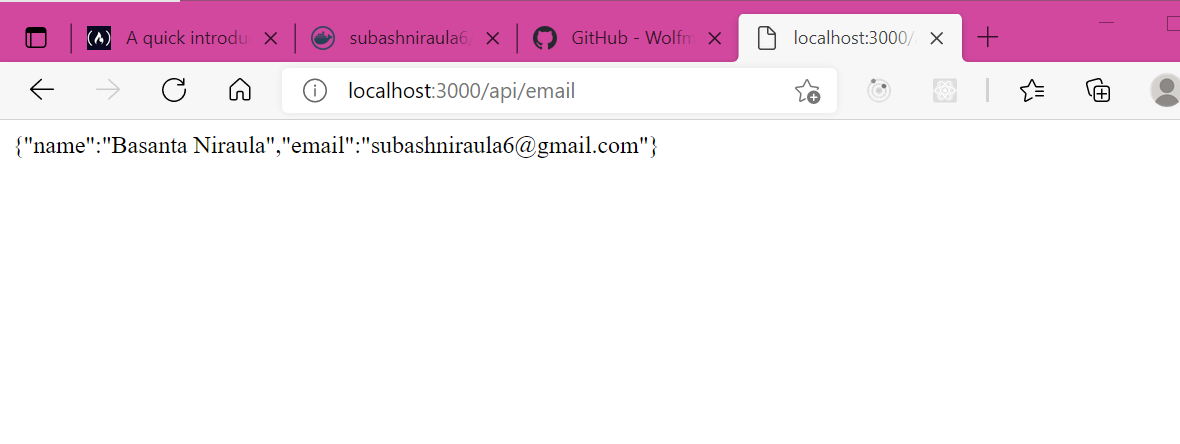 A quick introdu
subashniraula6
GitHub - Wolfm
localhost:3000/
localhost:3000/api/email
{"name":"Basanta Niraula","email":"subashniraula6@gmail.com"}